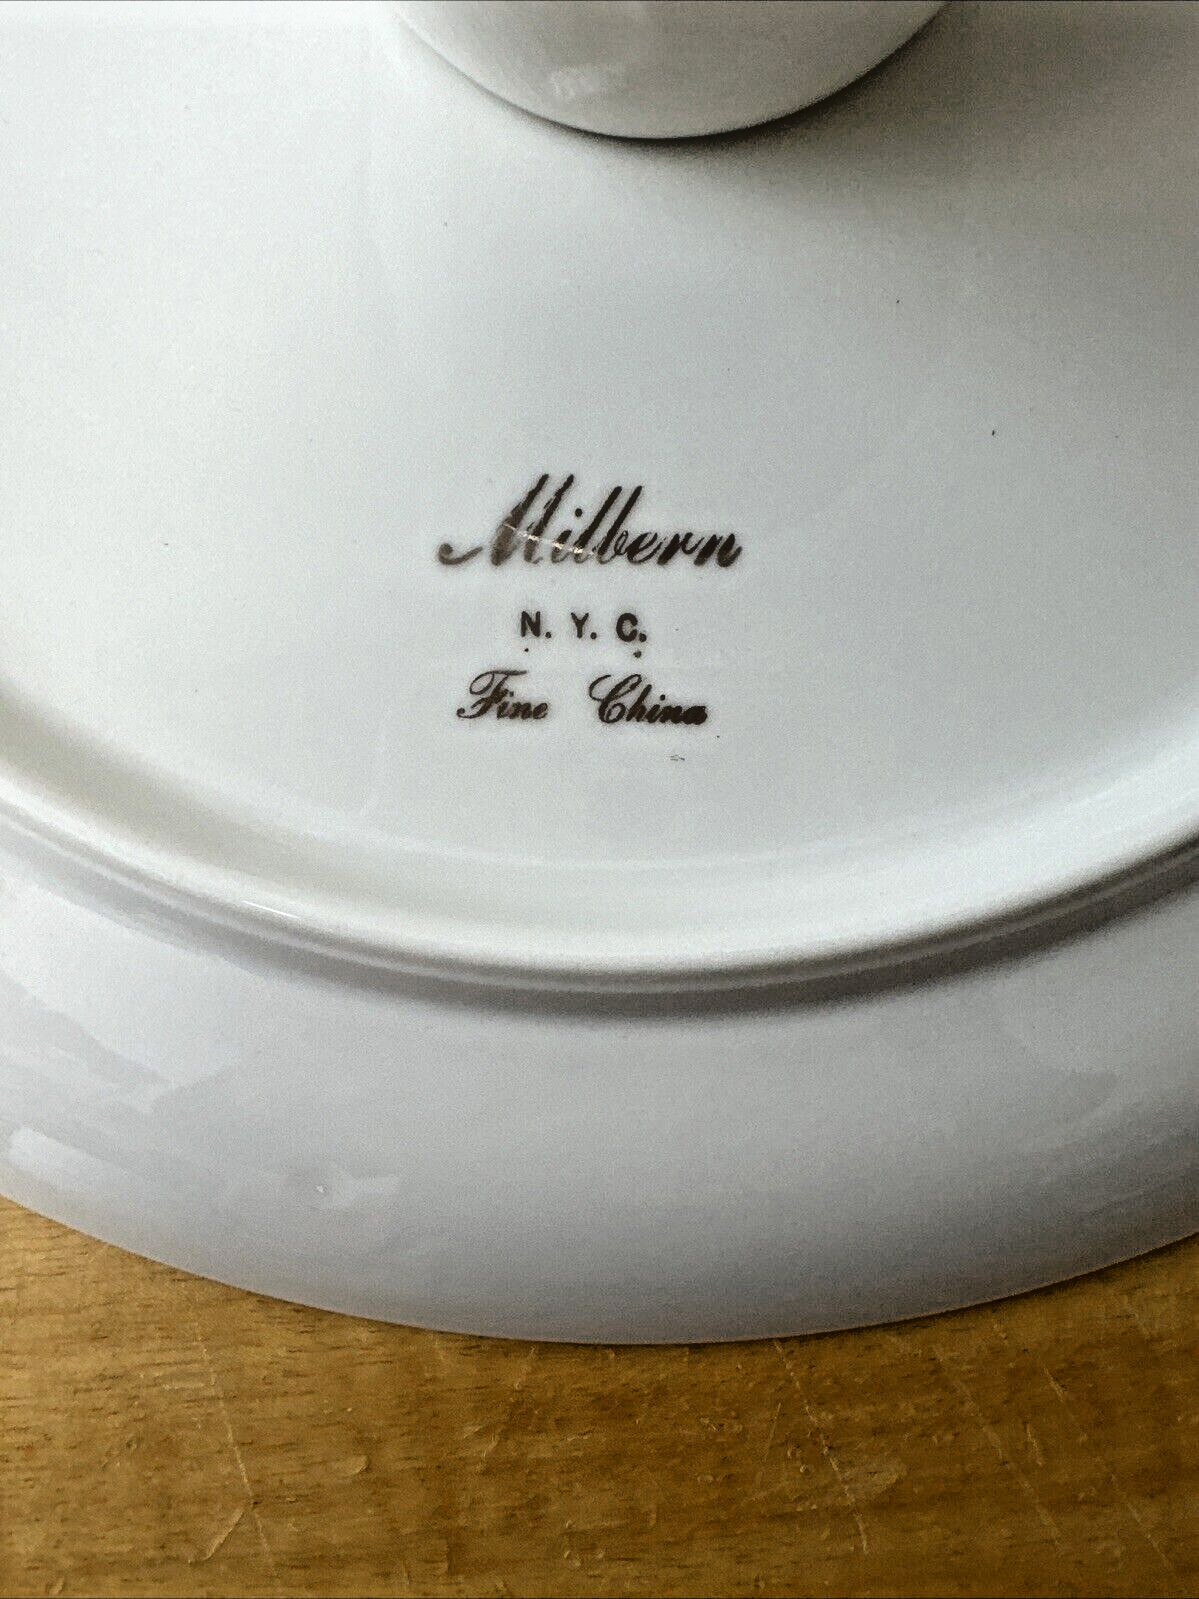 Milbern
N. Y. C.
Fine China